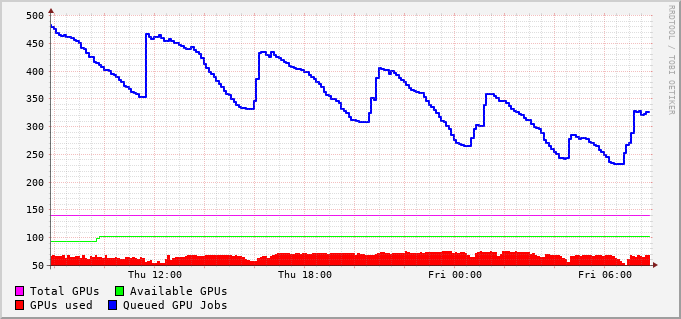 500
450
400
350
300
250
200
150
100
50
Thu 12:00 Thu 18:00 Fri 00:00 Fri 06:00
Total GPUs Available GPUs
GPUs used Queued GPU Jobs
RRDTOOL / TOBI OETIKER